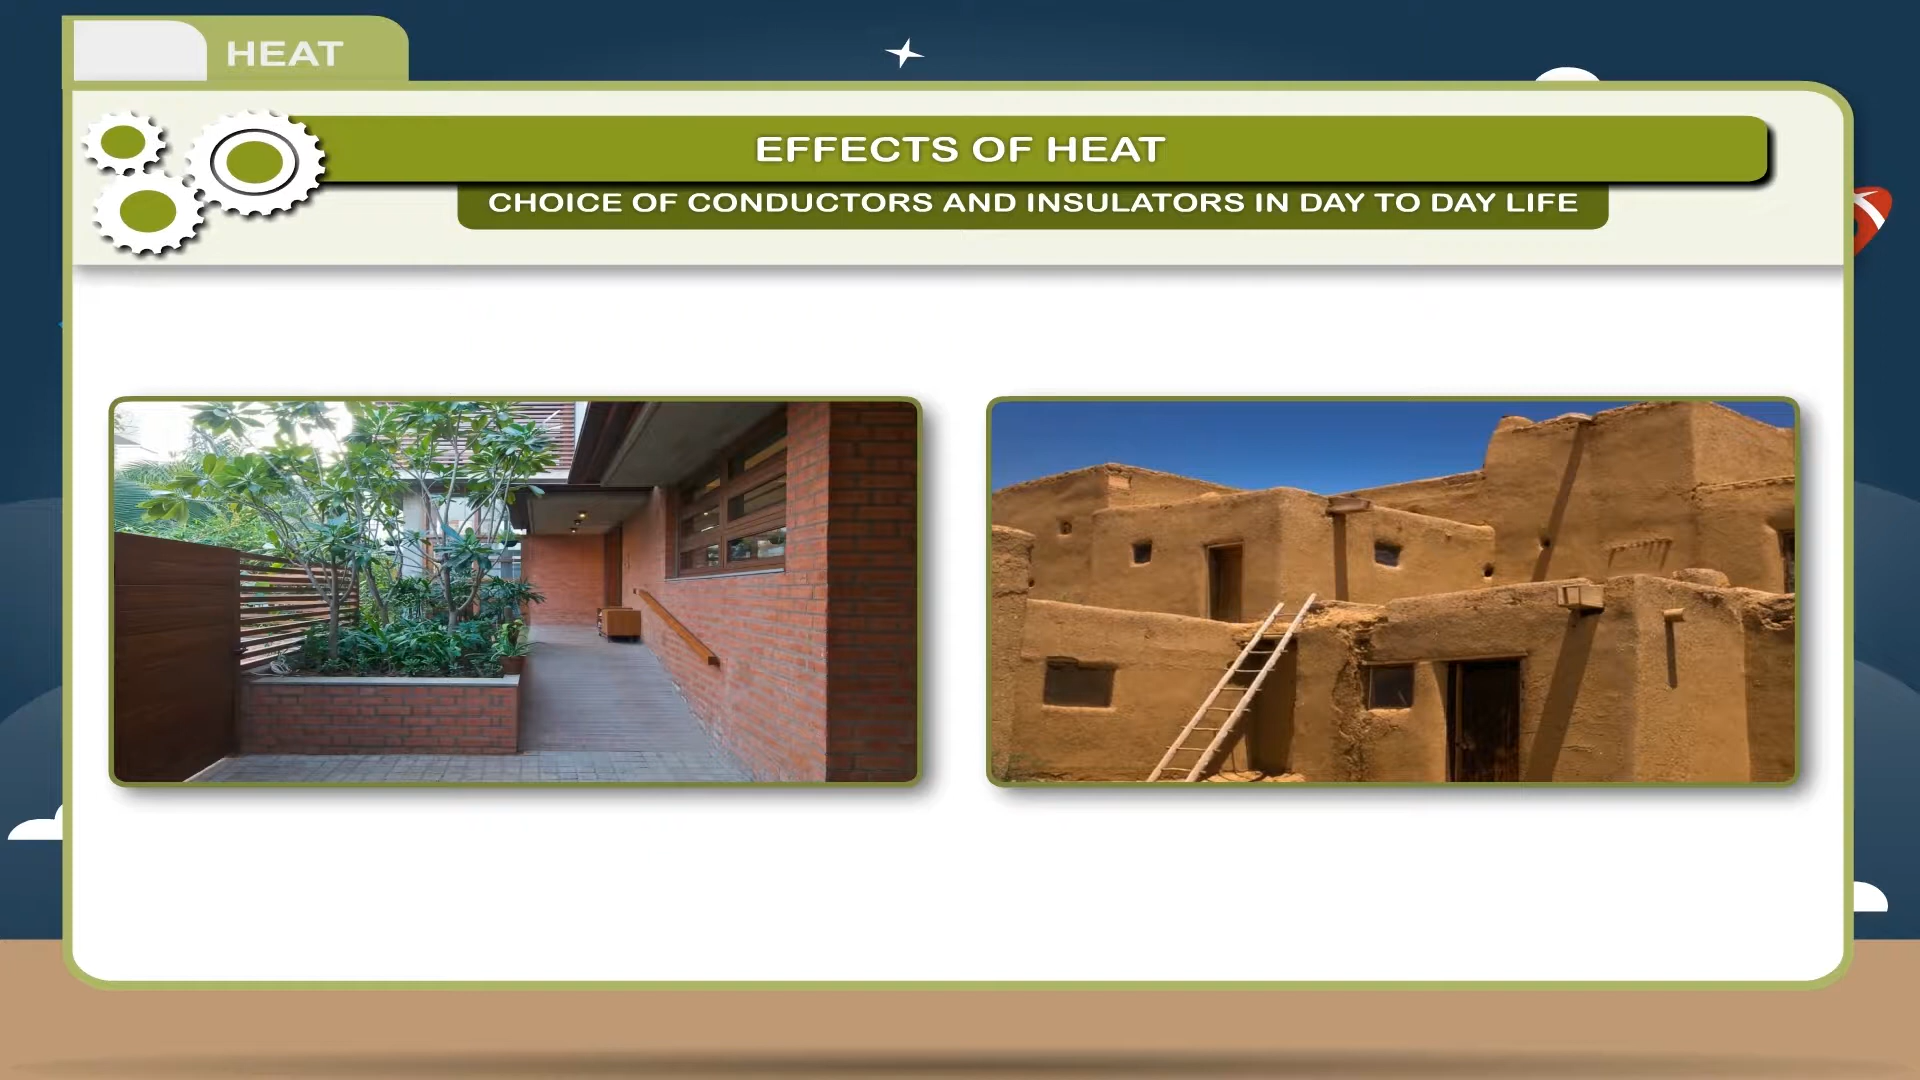 HEAT
EFFECTS OF HEAT
CHOICE OF CONDUCTORS AND INSULATORS IN DAY TO DAY LIFE